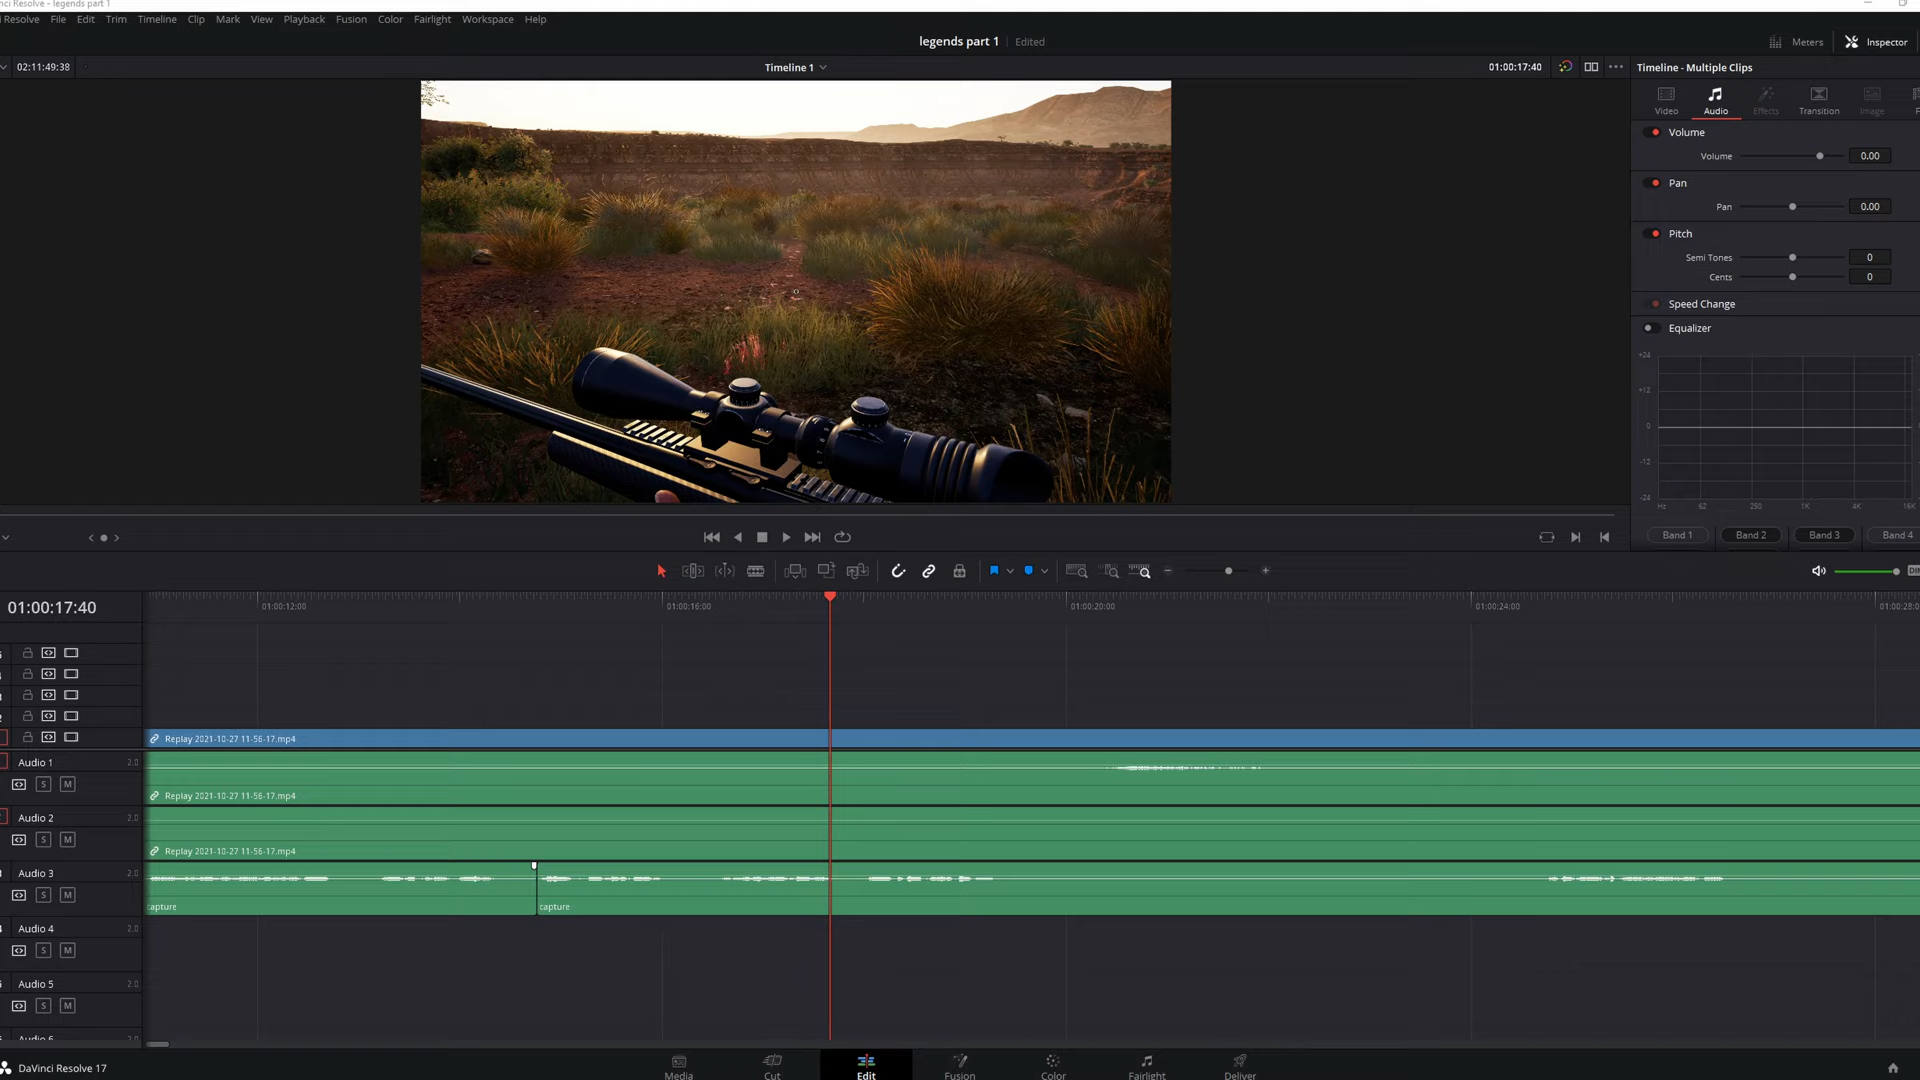 vinci Resolve - legends part 1
i Resolve File Edit Trim Timeline Clip Mark View Playback Fusion Color Fairlight Workspace Help
legends part 1 Edited Meters Inspector
02:11:49:38 Timeline 1 01:00:17:40 Timeline - Multiple Clips
Video Audio Effects Transition Image
Volume
Volume 0.00
Pan
Pan 0.00
Pitch
Semi Tones 0
Cents 0
Speed Change
Equalizer
+24
+12
0
-12
-24
Hz 62 250 1K 4K 16K
Band 1 Band 2 Band 3 Band 4
DIM
01:00:17:40 01:00:12:00 01:00:16:00 01:00:20:00 01:00:24:00 01:00:28:0
Replay 2021-10-27 11-56-17.mp4
Audio 1 2.0
S M
Replay 2021-10-27 11-56-17.mp4
Audio 2 2.0
S M
Replay 2021-10-27 11-56-17.mp4
Audio 3 2.0
S M
capture capture
Audio 4 2.0
S M
Audio 5 2.0
S M
Audio 6
DaVinci Resolve 17 Media Cut Edit Fusion Color Fairlight Deliver